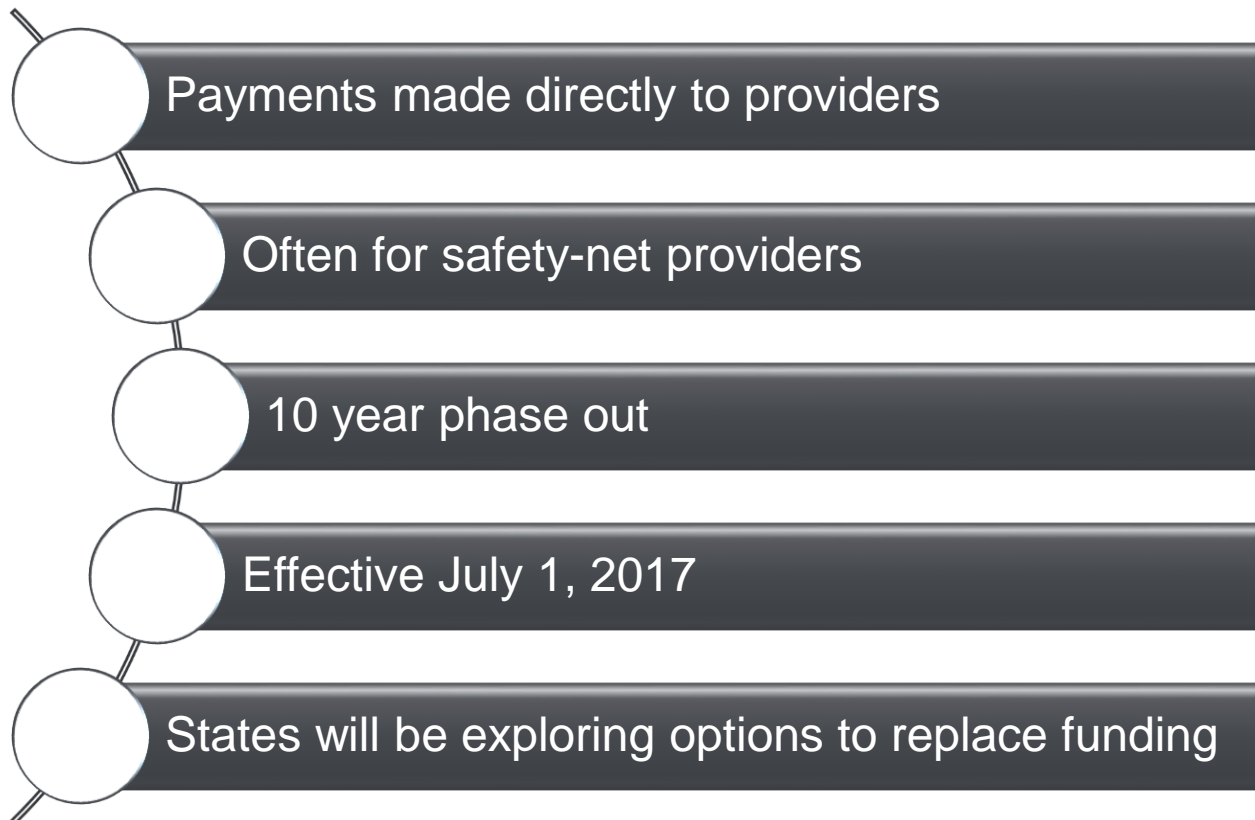 Payments made directly to providers
Often for safety-net providers
10 year phase out
Effective July 1, 2017
States will be exploring options to replace funding